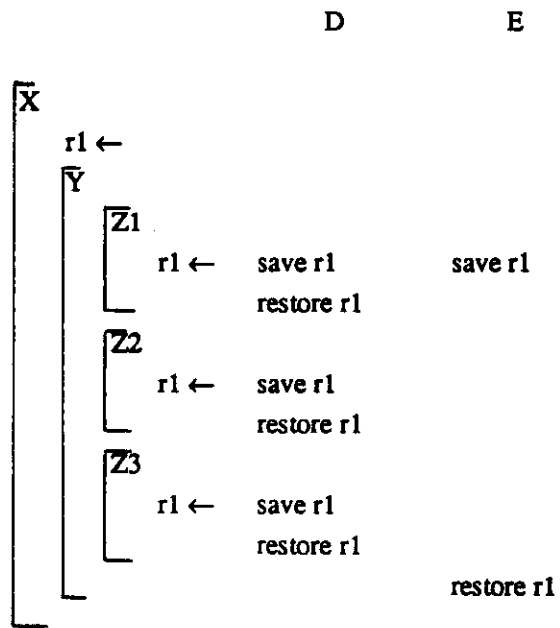 D E
X
r1 ←
Y
Z1
r1 ← save r1 save r1
restore r1
Z2
r1 ← save r1
restore r1
Z3
r1 ← save r1
restore r1
restore r1